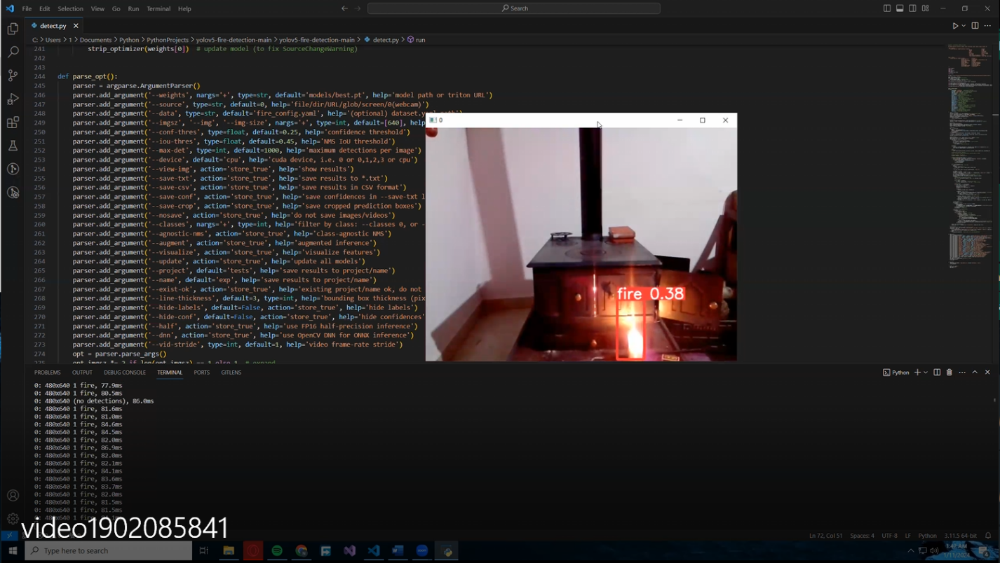 File Edit Selection View Go Run Terminal Help
Search
detect.py
C: > Users > 1 > Documents > Python > PythonProjects > yolov5-fire-detection-main > yolov5-fire-detection-main > detect.py > run
241 strip_optimizer(weights[0]) # update model (to fix SourceChangeWarning)
242
243
244 def parse_opt():
245 parser = argparse.ArgumentParser()
246 parser.add_argument('--weights', nargs='+', type=str, default='models/best.pt', help='model path or triton URL')
247 parser.add_argument('--source', type=str, default=0, help='file/dir/URL/glob/screen/0(webcam)')
248 parser.add_argument('--data', type=str, default='fire_config.yaml', help='(optional) dataset.yaml path')
249 parser.add_argument('--imgsz', '--img', '--img-size', nargs='+', type=int, default=[640], help
250 parser.add_argument('--conf-thres', type=float, default=0.25, help='confidence threshold')
251 parser.add_argument('--iou-thres', type=float, default=0.45, help='NMS IoU threshold')
252 parser.add_argument('--max-det', type=int, default=1000, help='maximum detections per image')
253 parser.add_argument('--device', default='cpu', help='cuda device, i.e. 0 or 0,1,2,3 or cpu')
254 parser.add_argument('--view-img', action='store_true', help='show results')
255 parser.add_argument('--save-txt', action='store_true', help='save results to *.txt')
256 parser.add_argument('--save-csv', action='store_true', help='save results in CSV format')
257 parser.add_argument('--save-conf', action='store_true', help='save confidences in --save-txt l
258 parser.add_argument('--save-crop', action='store_true', help='save cropped prediction boxes')
259 parser.add_argument('--nosave', action='store_true', help='do not save images/videos')
260 parser.add_argument('--classes', nargs='+', type=int, help='filter by class: --classes 0, or -
261 parser.add_argument('--agnostic-nms', action='store_true', help='class-agnostic NMS')
262 parser.add_argument('--augment', action='store_true', help='augmented inference')
263 parser.add_argument('--visualize', action='store_true', help='visualize features')
264 parser.add_argument('--update', action='store_true', help='update all models')
265 parser.add_argument('--project', default='tests', help='save results to project/name')
266 parser.add_argument('--name', default='exp', help='save results to project/name')
267 parser.add_argument('--exist-ok', action='store_true', help='existing project/name ok, do not
268 parser.add_argument('--line-thickness', default=3, type=int, help='bounding box thickness (pix
269 parser.add_argument('--hide-labels', default=False, action='store_true', help='hide labels')
270 parser.add_argument('--hide-conf', default=False, action='store_true', help='hide confidences'
271 parser.add_argument('--half', action='store_true', help='use FP16 half-precision inference')
272 parser.add_argument('--dnn', action='store_true', help='use OpenCV DNN for ONNX inference')
273 parser.add_argument('--vid-stride', type=int, default=1, help='video frame-rate stride')
274 opt = parser.parse_args()
275 opt.imgsz *= 2 if len(opt.imgsz) == 1 else 1 # expand
0
fire 0.38
PROBLEMS OUTPUT DEBUG CONSOLE TERMINAL PORTS GITLENS
Python
0: 480x640 1 fire, 77.9ms
0: 480x640 1 fire, 80.5ms
0: 480x640 (no detections), 86.0ms
0: 480x640 1 fire, 81.6ms
0: 480x640 1 fire, 81.0ms
0: 480x640 1 fire, 84.6ms
0: 480x640 1 fire, 84.5ms
0: 480x640 1 fire, 82.0ms
0: 480x640 1 fire, 86.9ms
0: 480x640 1 fire, 82.0ms
0: 480x640 1 fire, 82.1ms
0: 480x640 1 fire, 84.1ms
0: 480x640 1 fire, 83.6ms
0: 480x640 1 fire, 83.7ms
0: 480x640 1 fire, 82.0ms
0: 480x640 1 fire, 81.5ms
0: 480x640 1 fire, 81.5ms
video1902085841
Ln 72, Col 51 Spaces: 4 UTF-8 LF Python 3.11.5 64-bit
Type here to search
1/11/2024